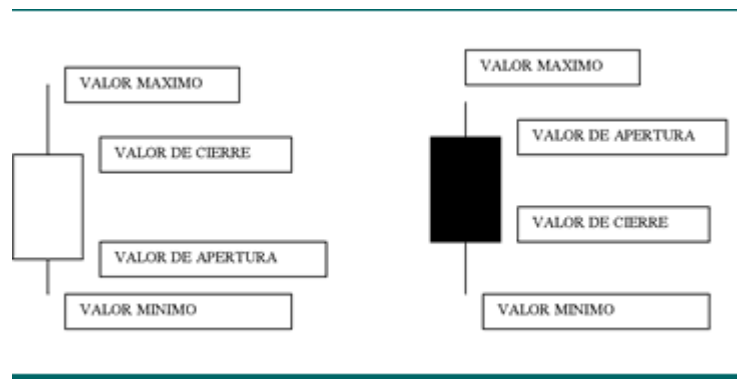 VALOR MAXIMO
VALOR DE CIERRE
VALOR DE APERTURA
VALOR MINIMO
VALOR MAXIMO
VALOR DE APERTURA
VALOR DE CIERRE
VALOR MINIMO